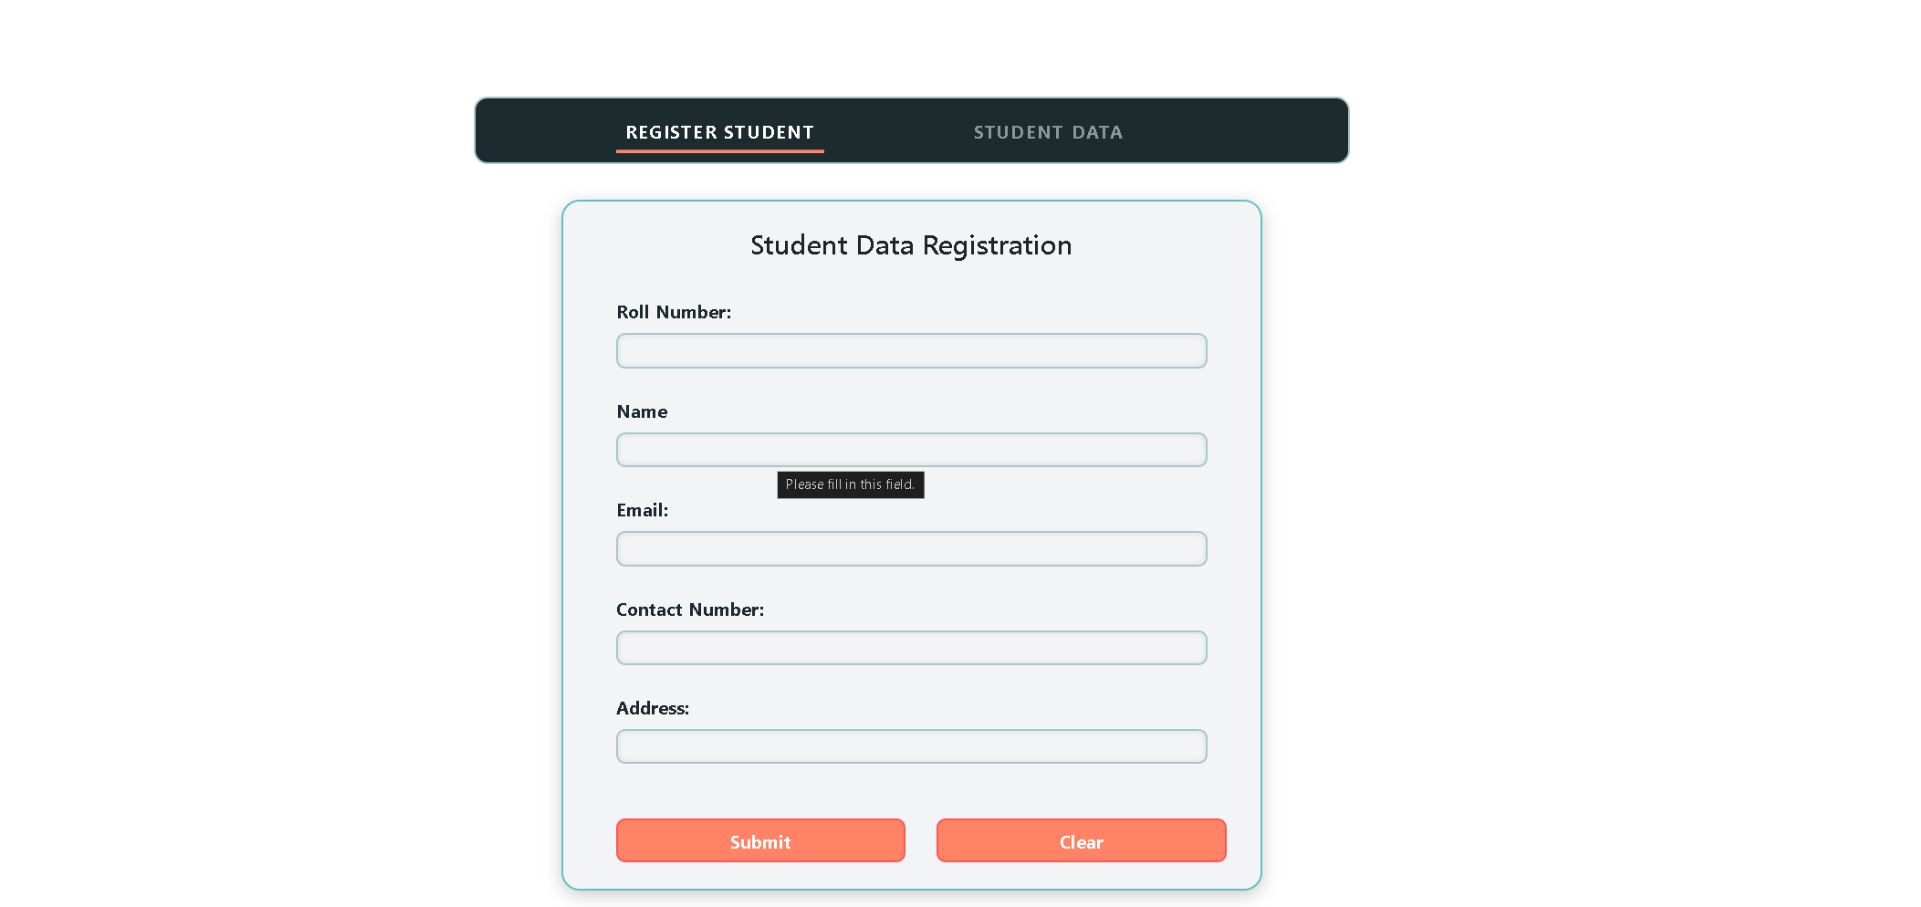 REGISTER STUDENT STUDENT DATA
Student Data Registration
Roll Number:
Name
Please fill in this field.
Email:
Contact Number:
Address:
Submit Clear